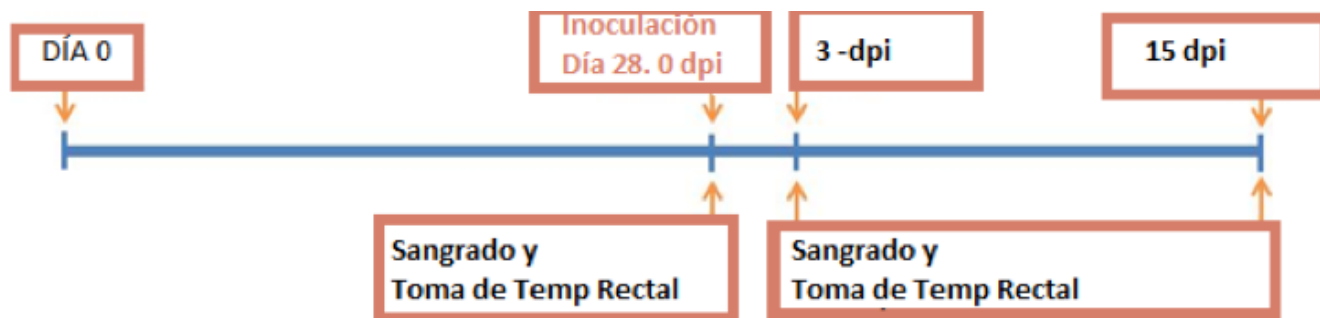 DÍA 0
Inoculación
Día 28. 0 dpi
3 -dpi
15 dpi
Sangrado y
Toma de Temp Rectal
Sangrado y
Toma de Temp Rectal